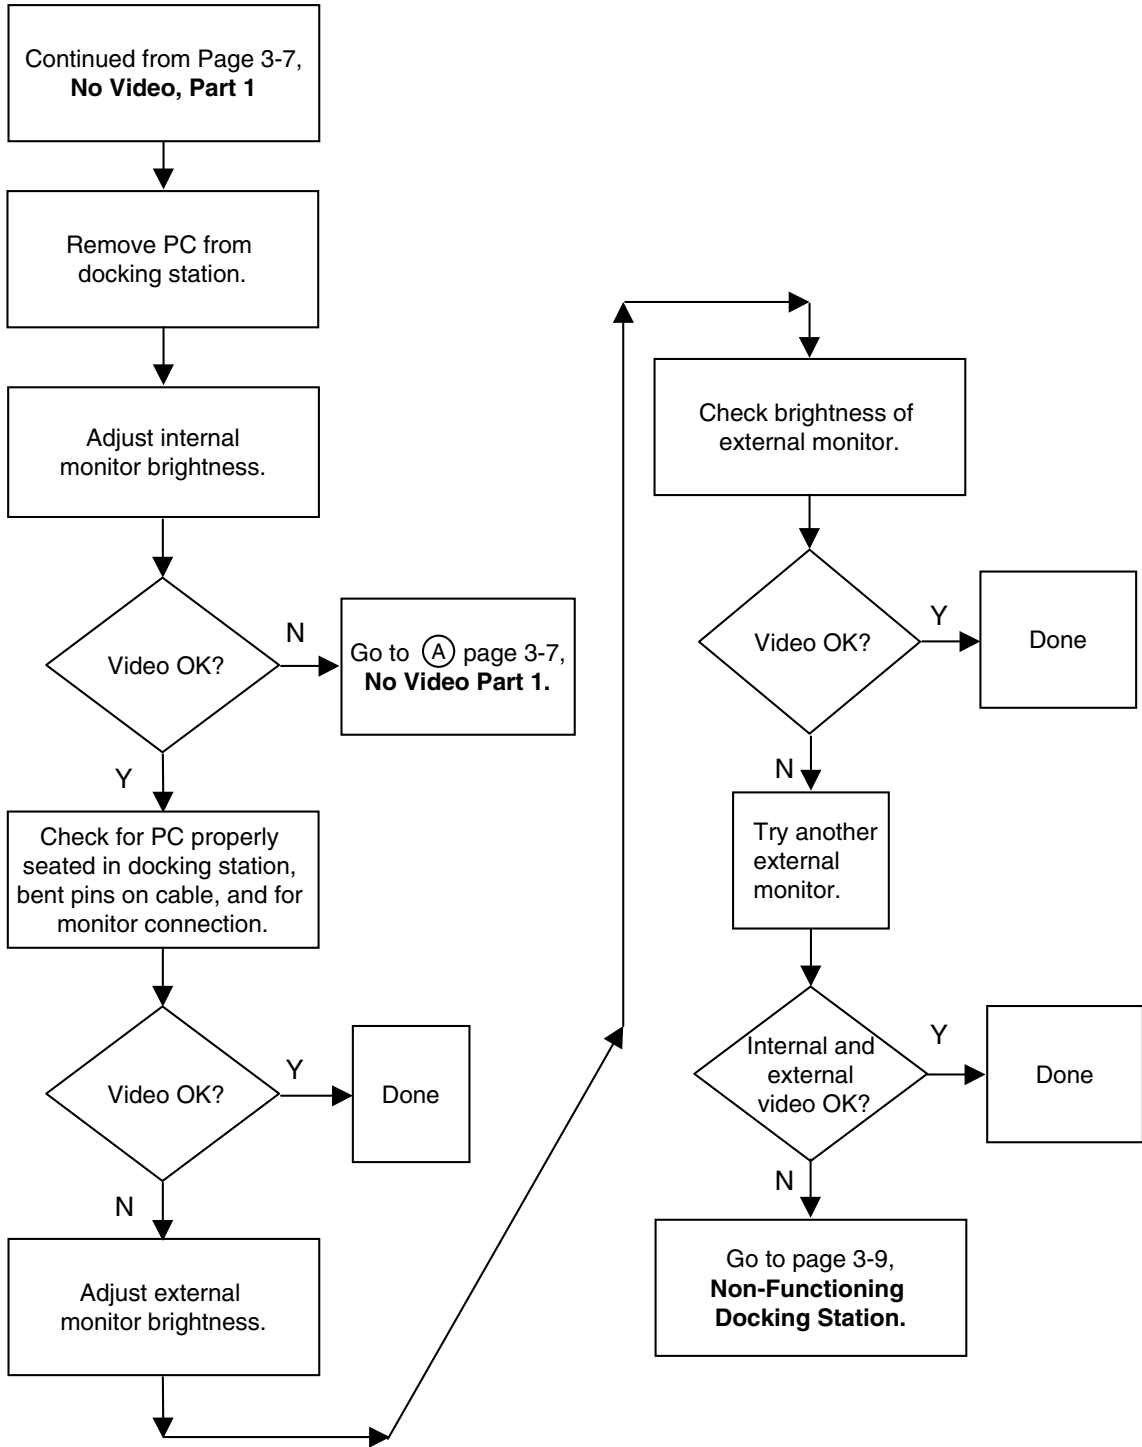 Continued from Page 3-7,
No Video, Part 1
Remove PC from
docking station.
Adjust internal
monitor brightness.
Video OK?
N
Go to A page 3-7,
No Video Part 1.
Y
Check for PC properly
seated in docking station,
bent pins on cable, and for
monitor connection.
Video OK?
Y
Done
N
Adjust external
monitor brightness.
Check brightness of
external monitor.
Video OK?
Y
Done
N
Try another
external
monitor.
Internal and
external
video OK?
Y
Done
N
Go to page 3-9,
Non-Functioning
Docking Station.